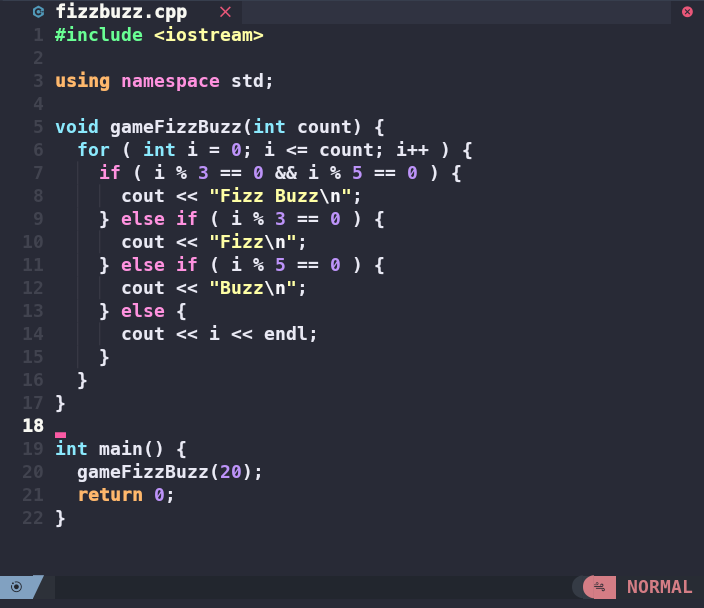 fizzbuzz.cpp
1 #include <iostream>
2
3 using namespace std;
4
5 void gameFizzBuzz(int count) {
6   for ( int i = 0; i <= count; i++ ) {
7     if ( i % 3 == 0 && i % 5 == 0 ) {
8       cout << "Fizz Buzz\n";
9     } else if ( i % 3 == 0 ) {
10       cout << "Fizz\n";
11     } else if ( i % 5 == 0 ) {
12       cout << "Buzz\n";
13     } else {
14       cout << i << endl;
15     }
16   }
17 }
18
19 int main() {
20   gameFizzBuzz(20);
21   return 0;
22 }
NORMAL